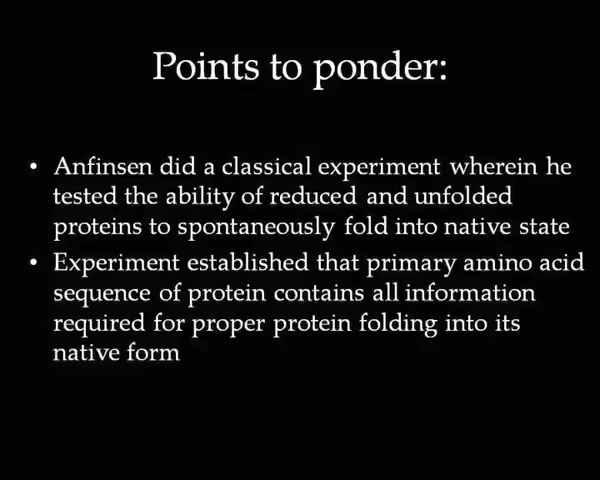 Points to ponder:
• Anfinsen did a classical experiment wherein he
tested the ability of reduced and unfolded
proteins to spontaneously fold into native state
• Experiment established that primary amino acid
sequence of protein contains all information
required for proper protein folding into its
native form